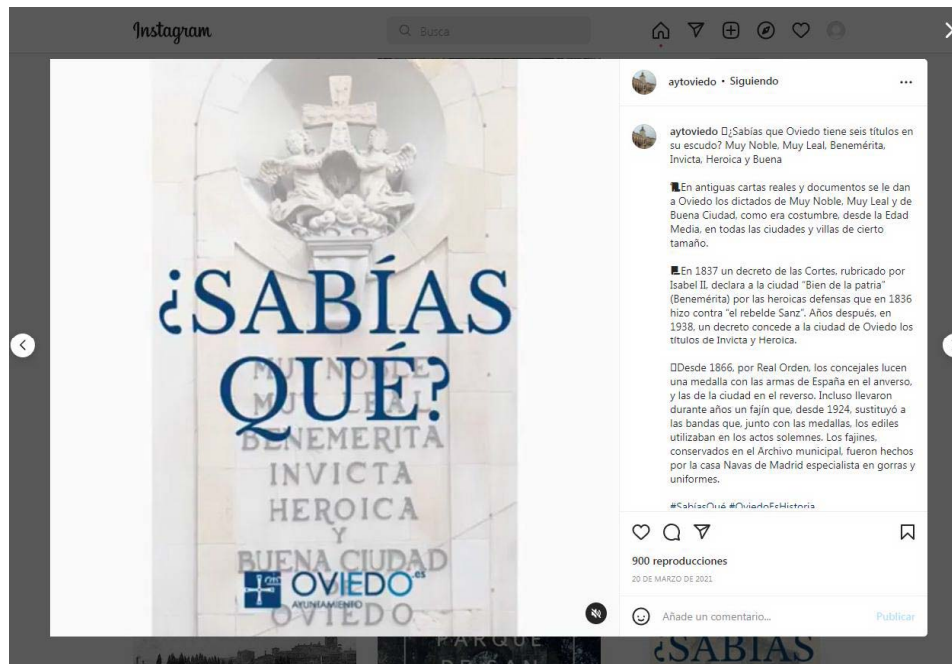 Instagram
Busca
¿SABÍAS
QUÉ?
MUY NOBLE
MUY LEAL
BENEMERITA
INVICTA
HEROICA
Y
BUENA CIUDAD
DE
OVIEDO
OVIEDO.es
AYUNTAMIENTO
aytoviedo • Siguiendo
aytoviedo ¿Sabías que Oviedo tiene seis títulos en
su escudo? Muy Noble, Muy Leal, Benemérita,
Invicta, Heroica y Buena
En antiguas cartas reales y documentos se le dan
a Oviedo los dictados de Muy Noble, Muy Leal y de
Buena Ciudad, como era costumbre, desde la Edad
Media, en todas las ciudades y villas de cierto
tamaño.
En 1837 un decreto de las Cortes, rubricado por
Isabel II, declara a la ciudad "Bien de la patria"
(Benemérita) por las heroicas defensas que en 1836
hizo contra "el rebelde Sanz". Años después, en
1938, un decreto concede a la ciudad de Oviedo los
títulos de Invicta y Heroica.
Desde 1866, por Real Orden, los concejales lucen
una medalla con las armas de España en el anverso,
y las de la ciudad en el reverso. Incluso llevaron
durante años un fajín que, desde 1924, sustituyó a
las bandas que, junto con las medallas, los ediles
utilizaban en los actos solemnes. Los fajines,
conservados en el Archivo municipal, fueron hechos
por la casa Navas de Madrid especialista en gorras y
uniformes.
#SabíasQué #OviedoEsHistoria
900 reproducciones
20 DE MARZO DE 2021
Añade un comentario...
Publicar
PARQUE
¿SABÍAS